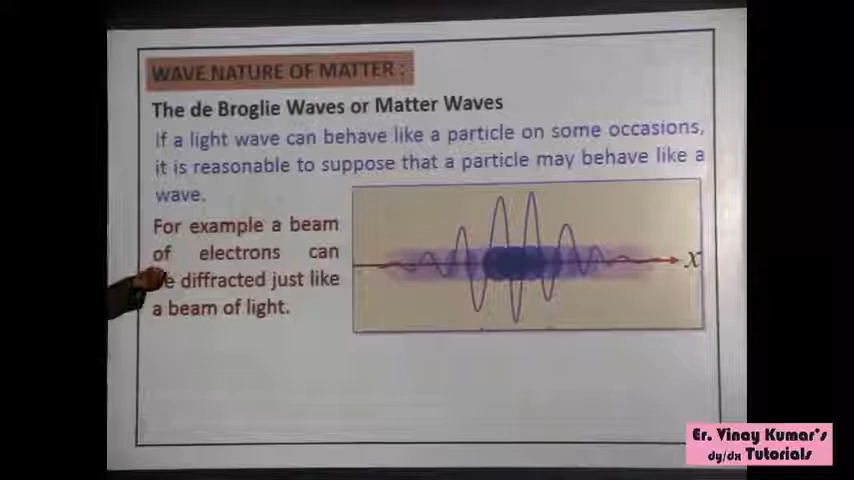 WAVE NATURE OF MATTER :
The de Broglie Waves or Matter Waves
If a light wave can behave like a particle on some occasions,
it is reasonable to suppose that a particle may behave like a
wave.
For example a beam
of electrons can
diffracted just like
a beam of light.
x
Er. Vinay Kumar's
dy/dx Tutorials